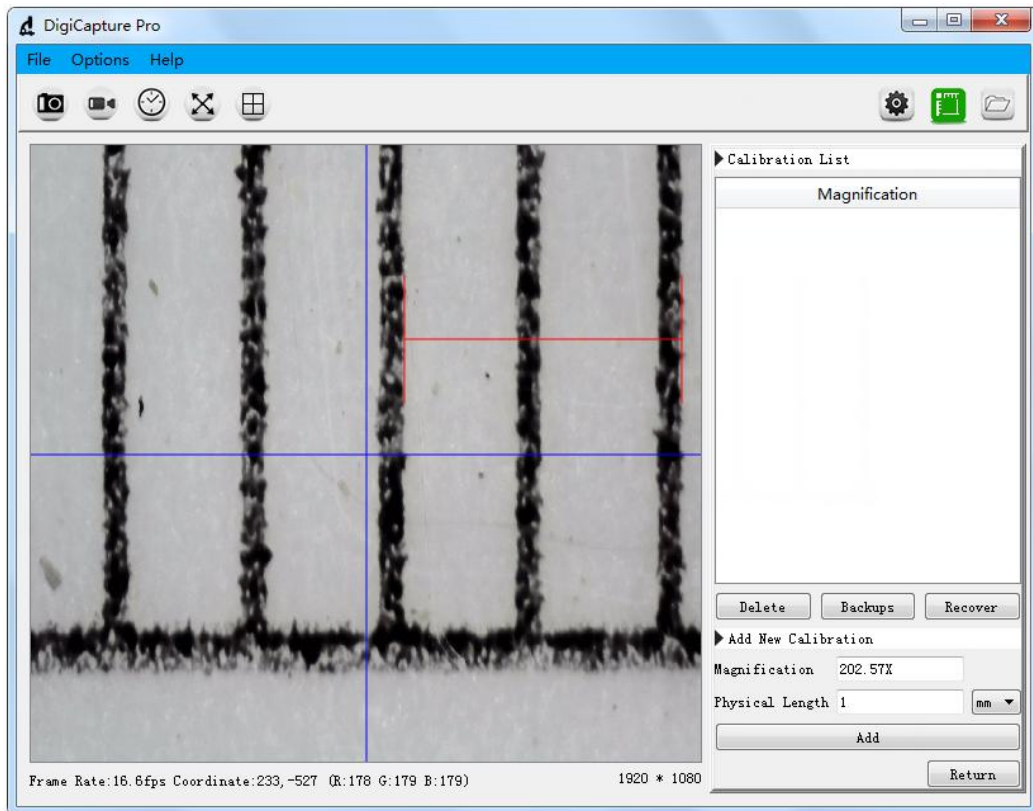 DigiCapture Pro
File Options Help
Calibration List
Magnification
Delete Backups Recover
Add New Calibration
Magnification 202.57X
Physical Length 1 mm
Add
Return
Frame Rate:16.6fps Coordinate:233,-527 (R:178 G:179 B:179) 1920 * 1080